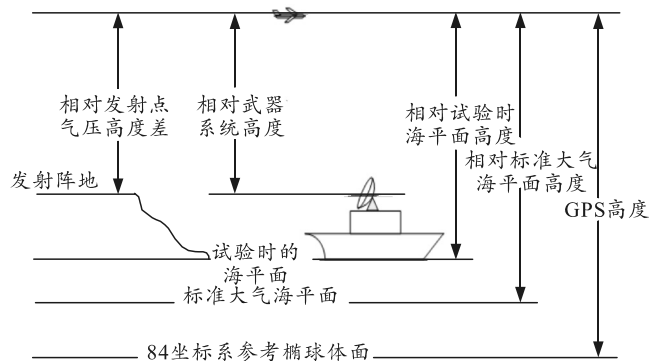 相对发射点
气压高度差
相对武器
系统高度
相对试验时
海平面高度
相对标准大气
海平面高度
GPS高度
发射阵地
试验时的
海平面
标准大气海平面
84坐标系参考椭球体面